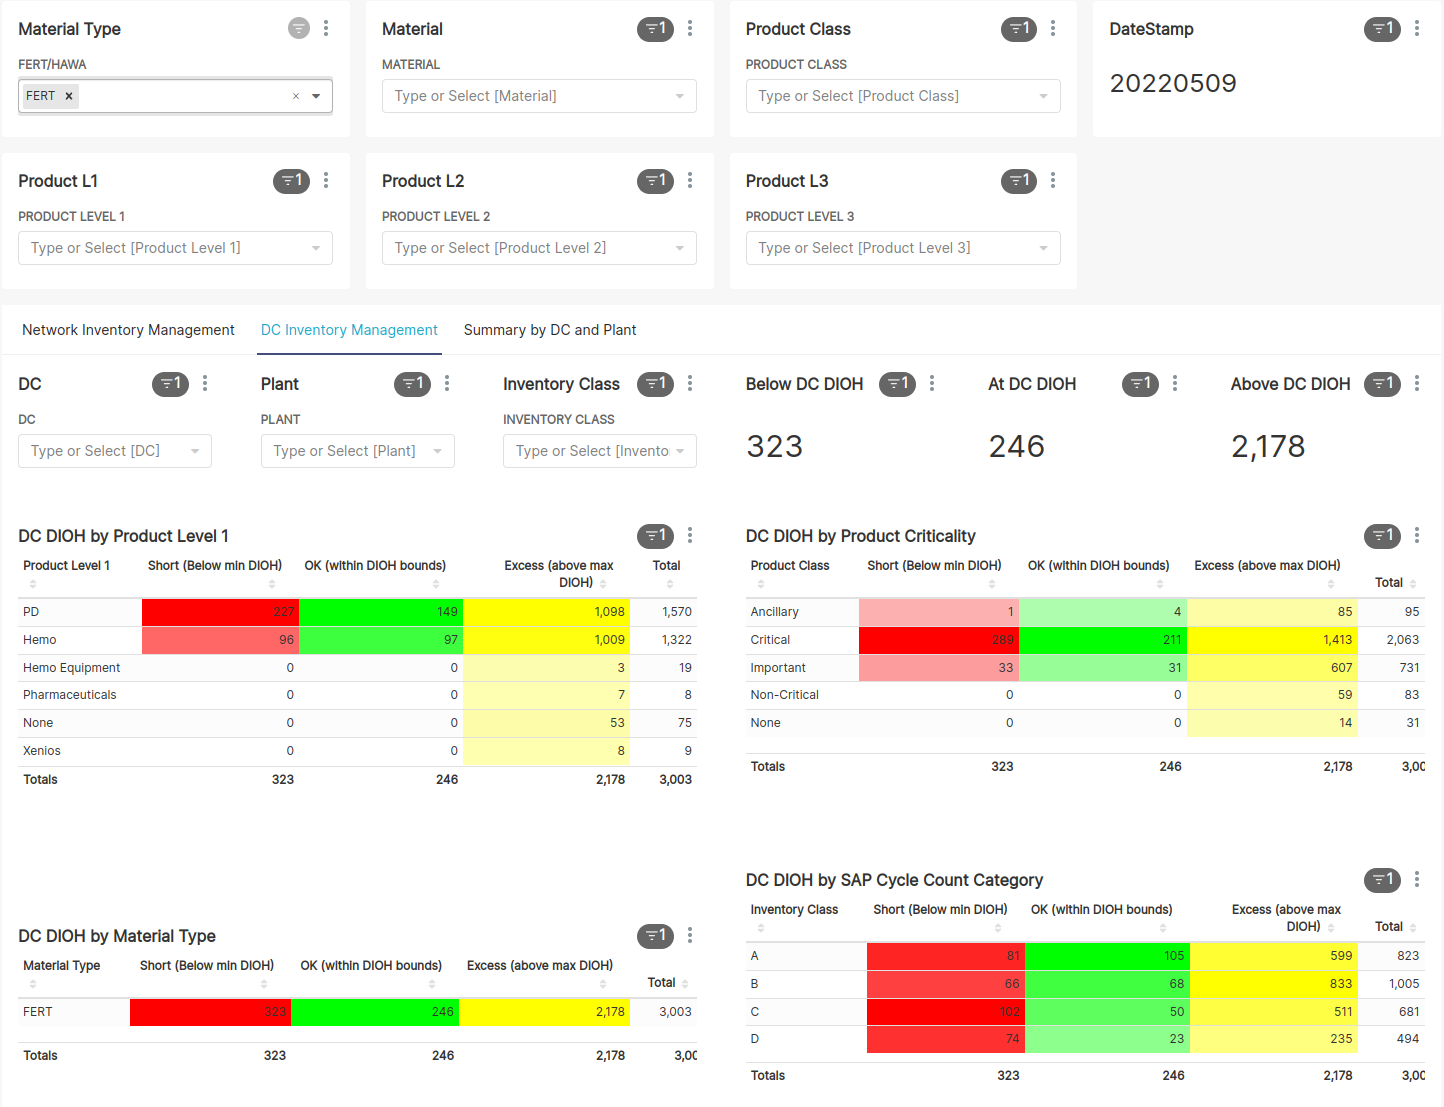 Material Type
1
Material
1
Product Class
1
DateStamp
FERT/HAWA
MATERIAL
PRODUCT CLASS
20220509
FERT × × 
Type or Select [Material]
Type or Select [Product Class]
Product L1
1
Product L2
1
Product L3
1
PRODUCT LEVEL 1
PRODUCT LEVEL 2
PRODUCT LEVEL 3
Type or Select [Product Level 1]
Type or Select [Product Level 2]
Type or Select [Product Level 3]
Network Inventory Management
DC Inventory Management
Summary by DC and Plant
DC
1
Plant
1
Inventory Class
1
Below DC DIOH
1
At DC DIOH
1
Above DC DIOH
1
DC
PLANT
INVENTORY CLASS
Type or Select [DC]
Type or Select [Plant]
Type or Select [Invento
323
246
2,178
DC DIOH by Product Level 1
1
Product Level 1 Short (Below min DIOH) OK (within DIOH bounds) Excess (above max DIOH) Total
PD 227 149 1,098 1,570
Hemo 96 97 1,009 1,322
Hemo Equipment 0 0 3 19
Pharmaceuticals 0 0 7 8
None 0 0 53 75
Xenios 0 0 8 9
Totals 323 246 2,178 3,003
DC DIOH by Product Criticality
1
Product Class Short (Below min DIOH) OK (within DIOH bounds) Excess (above max DIOH) Total
Ancillary 1 4 85 95
Critical 289 211 1,413 2,063
Important 33 31 607 731
Non-Critical 0 0 59 83
None 0 0 14 31
Totals 323 246 2,178 3,00
DC DIOH by Material Type
1
Material Type Short (Below min DIOH) OK (within DIOH bounds) Excess (above max DIOH) Total
FERT 323 246 2,178 3,003
Totals 323 246 2,178 3,00
DC DIOH by SAP Cycle Count Category
1
Inventory Class Short (Below min DIOH) OK (within DIOH bounds) Excess (above max DIOH) Total
A 81 105 599 823
B 66 68 833 1,005
C 102 50 511 681
D 74 23 235 494
Totals 323 246 2,178 3,00